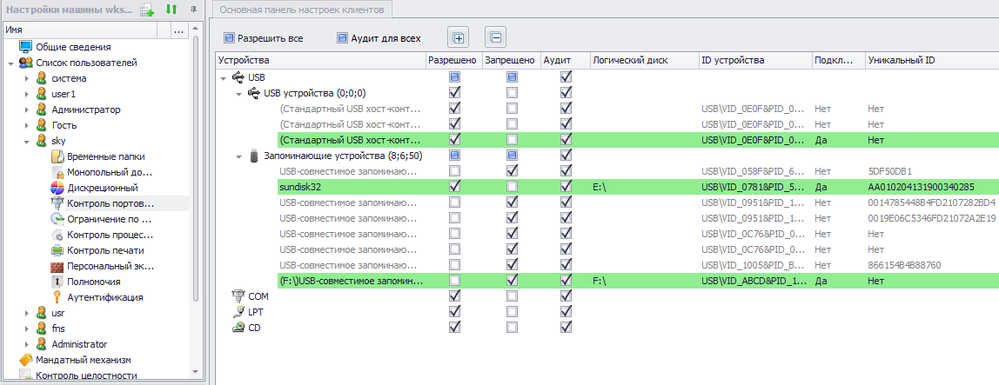 Настройки машины wks...
Имя ...
Общие сведения
Список пользователей
система
user1
Администратор
Гость
sky
Временные папки
Монопольный до...
Дискреционный
Контроль портов...
Ограничение по ...
Контроль процес...
Контроль печати
Персональный эк...
Полномочия
Аутентификация
usr
fns
Administrator
Мандатный механизм
Контроль целостности
Основная панель настроек клиентов
Разрешить все Аудит для всех
Устройства Разрешено Запрещено Аудит Логический диск ID устройства Подкл... Уникальный ID
USB
USB устройства (0;0;0)
(Стандартный USB хост-конт... USB\VID_0E0F&PID_0... Нет Нет
(Стандартный USB хост-конт... USB\VID_0E0F&PID_0... Нет Нет
(Стандартный USB хост-конт... USB\VID_0E0F&PID_0... Да Нет
Запоминающие устройства (8;6;50)
USB-совместимое запоминаю... USB\VID_058F&PID_6... Нет 5DF50DB1
sundisk32 E:\ USB\VID_0781&PID_5... Да AA010204131900340285
USB-совместимое запоминаю... USB\VID_0951&PID_1... Нет 0014785448B4FD2107282BD4
USB-совместимое запоминаю... USB\VID_0951&PID_1... Нет 0019E06C5346FD21072A2E19
USB-совместимое запоминаю... USB\VID_0C76&PID_0... Нет Нет
USB-совместимое запоминаю... USB\VID_0C76&PID_0... Нет Нет
USB-совместимое запоминаю... USB\VID_1005&PID_B... Нет 866154B4B88760
(F:\)USB-совместимое запомин... F:\ USB\VID_ABCD&PID_1... Да Нет
COM
LPT
CD